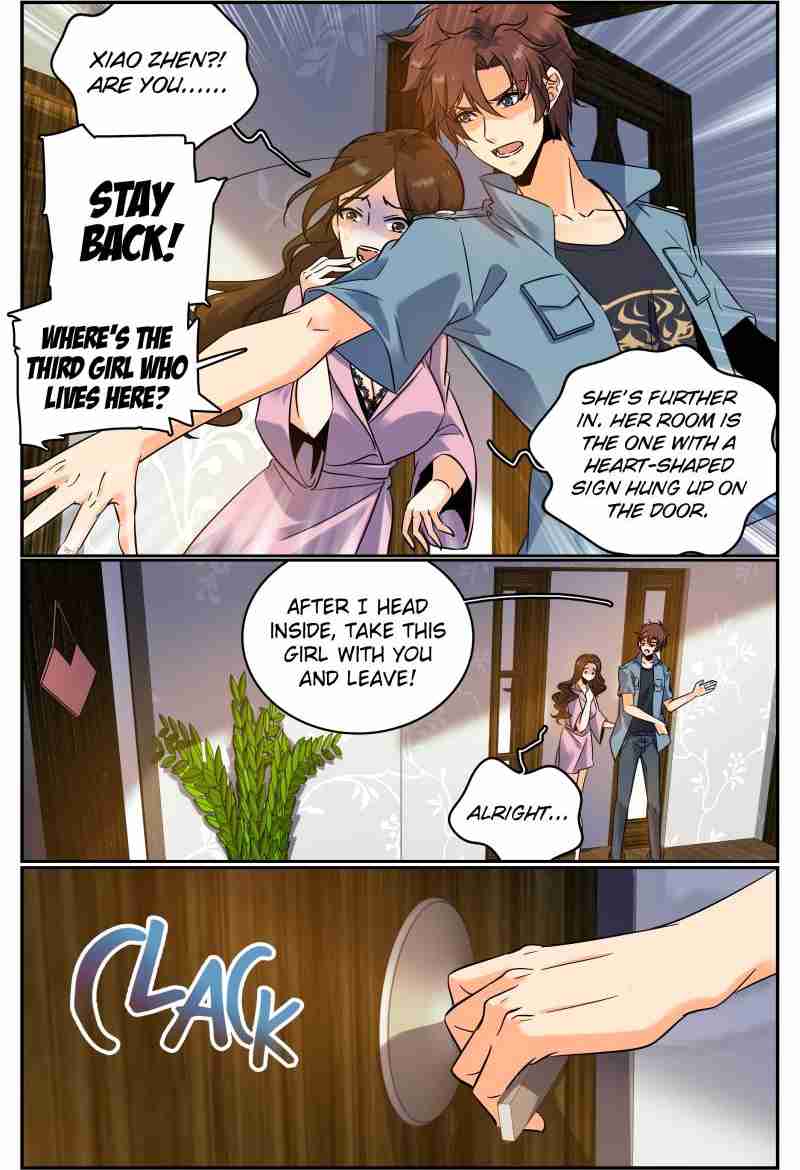 XIAO ZHEN?!
ARE YOU......
STAY
BACK!
WHERE'S THE
THIRD GIRL WHO
LIVES HERE?
SHE'S FURTHER
IN. HER ROOM IS
THE ONE WITH A
HEART-SHAPED
SIGN HUNG UP ON
THE DOOR.
AFTER I HEAD
INSIDE, TAKE THIS
GIRL WITH YOU
AND LEAVE!
ALRIGHT...
CLACK